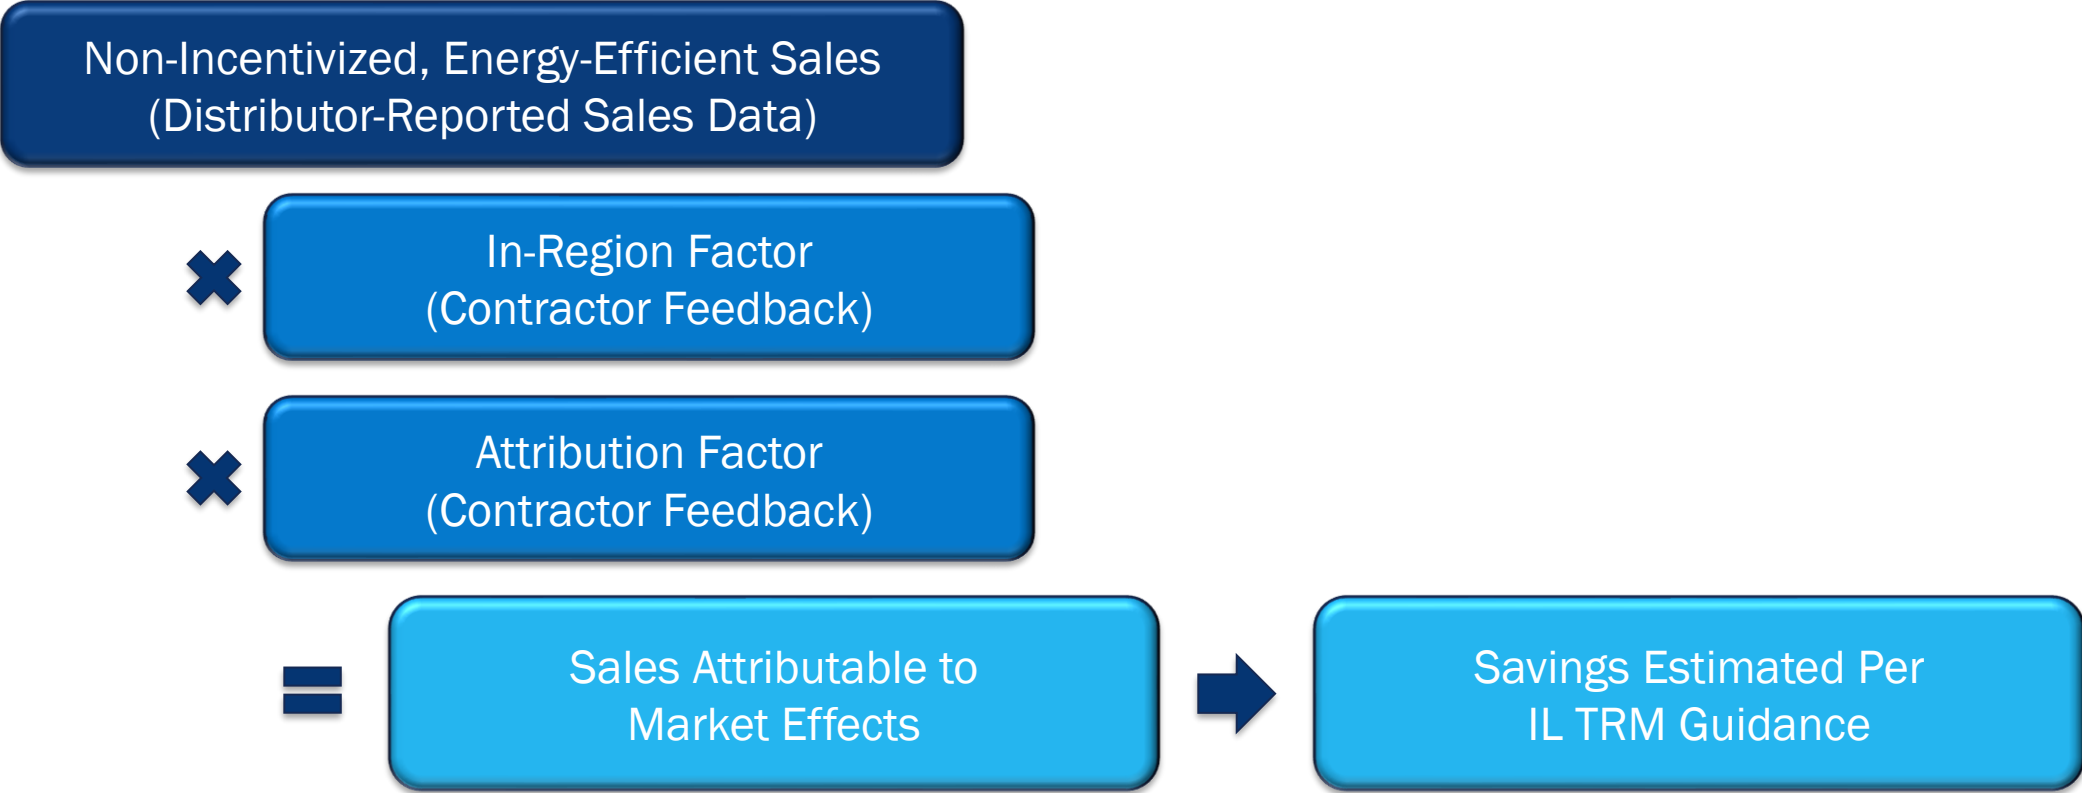 Non-Incentivized, Energy-Efficient Sales
(Distributor-Reported Sales Data)
In-Region Factor
(Contractor Feedback)
Attribution Factor
(Contractor Feedback)
Sales Attributable to
Market Effects
Savings Estimated Per
IL TRM Guidance